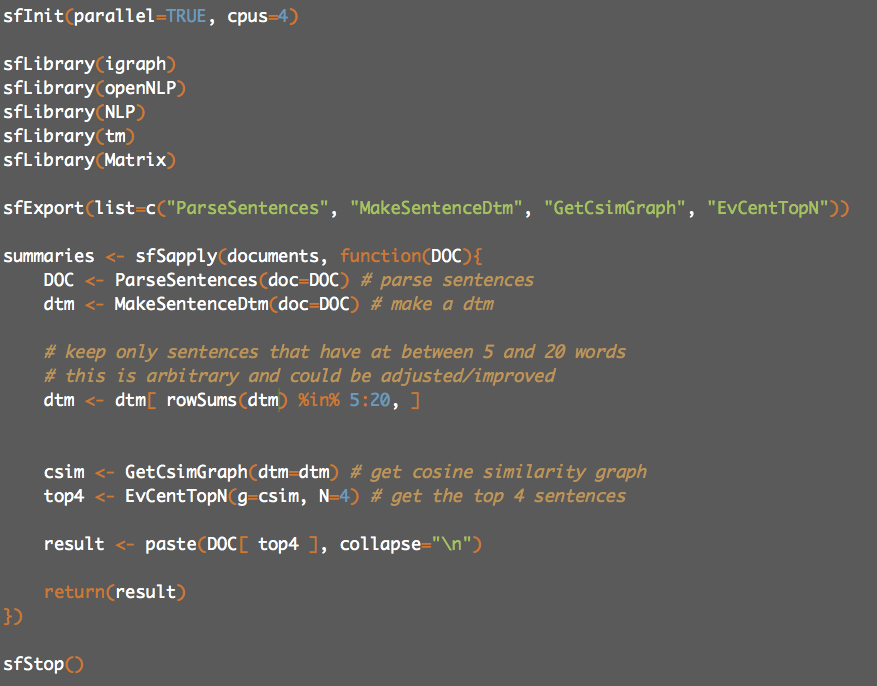 sfInit(parallel=TRUE, cpus=4)
sfLibrary(igraph)
sfLibrary(openNLP)
sfLibrary(NLP)
sfLibrary(tm)
sfLibrary(Matrix)
sfExport(list=c("ParseSentences", "MakeSentenceDtm", "GetCsimGraph", "EvCentTopN"))
summaries <- sfSapply(documents, function(DOC){
    DOC <- ParseSentences(doc=DOC) # parse sentences
    dtm <- MakeSentenceDtm(doc=DOC) # make a dtm
    # keep only sentences that have at between 5 and 20 words
    # this is arbitrary and could be adjusted/improved
    dtm <- dtm[ rowSums(dtm) %in% 5:20, ]
    csim <- GetCsimGraph(dtm=dtm) # get cosine similarity graph
    top4 <- EvCentTopN(g=csim, N=4) # get the top 4 sentences
    result <- paste(DOC[ top4 ], collapse="\n")
    return(result)
})
sfStop()